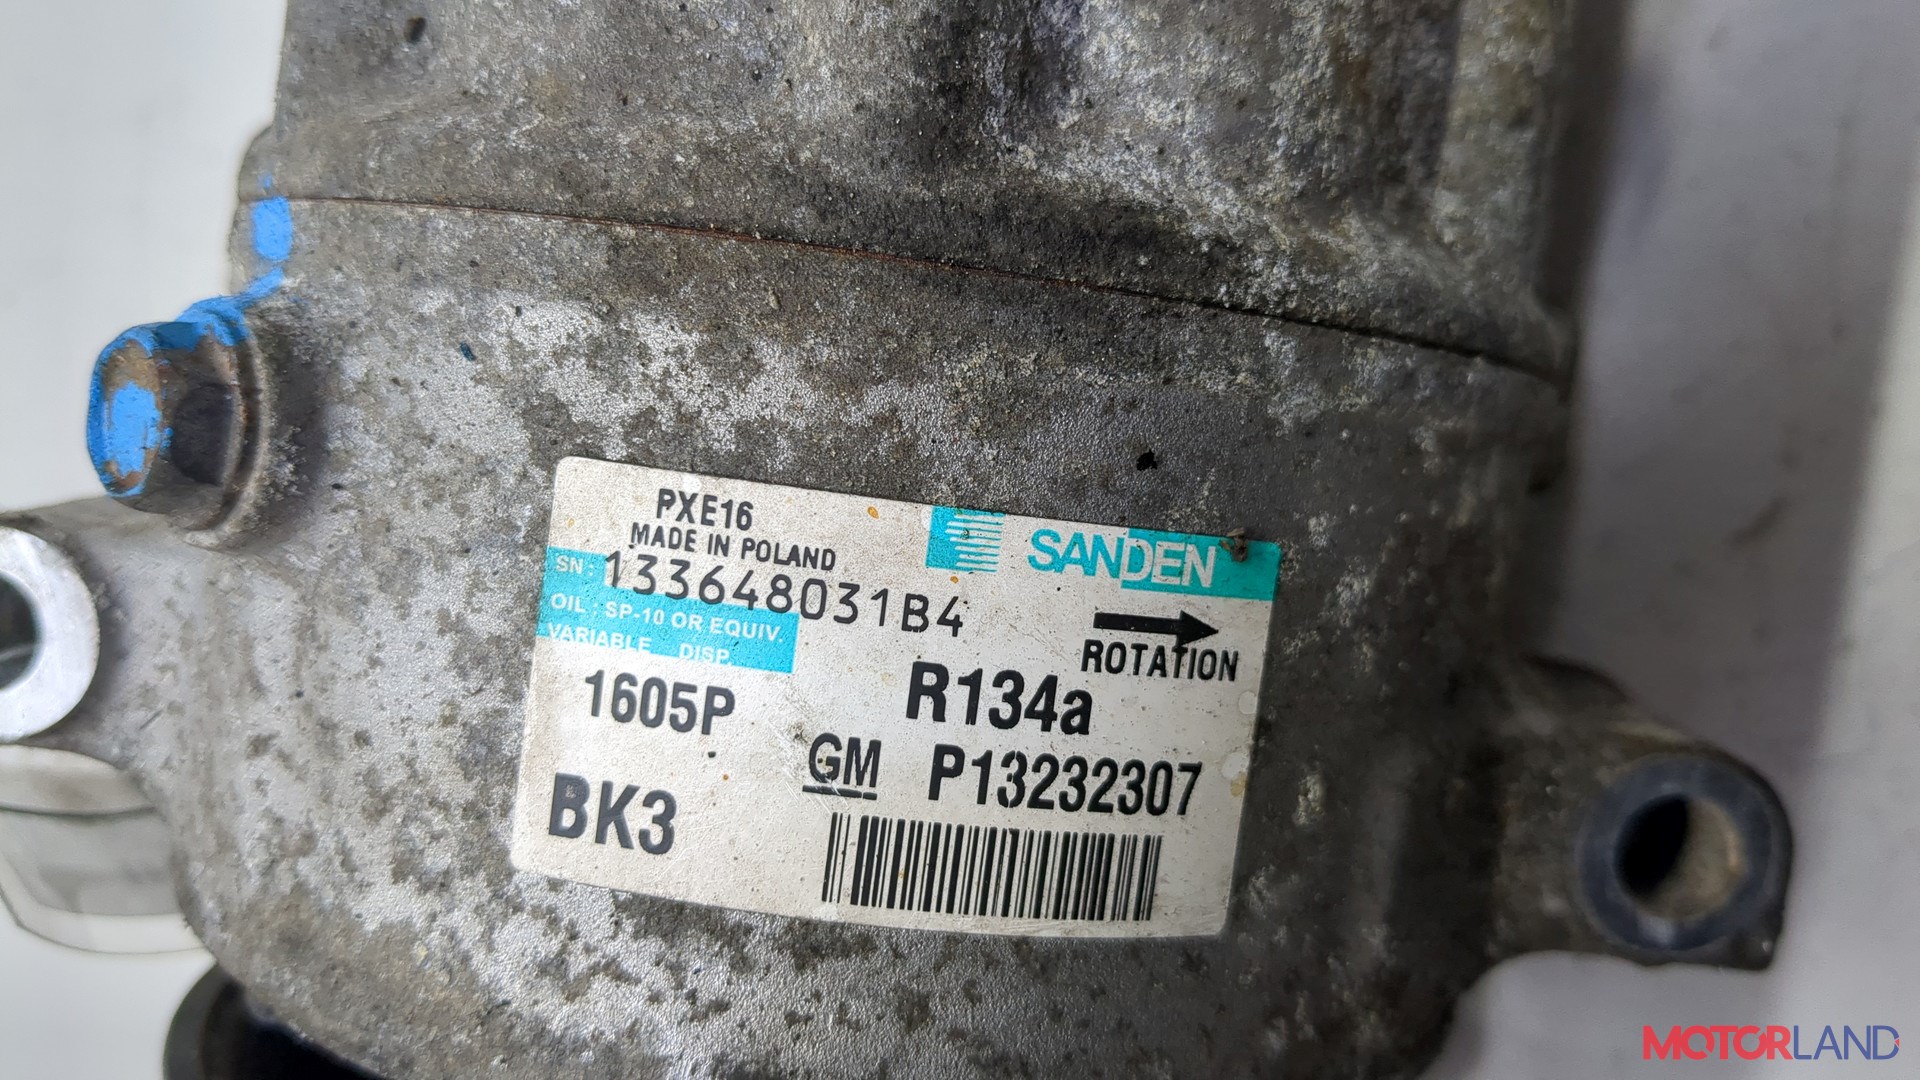 PXE16
MADE IN POLAND
SANDEN
SN: 133648031B4
OIL : SP-10 OR EQUIV.
VARIABLE DISP.
ROTATION
1605P
R134a
BK3
GM P13232307
MOTORLAND